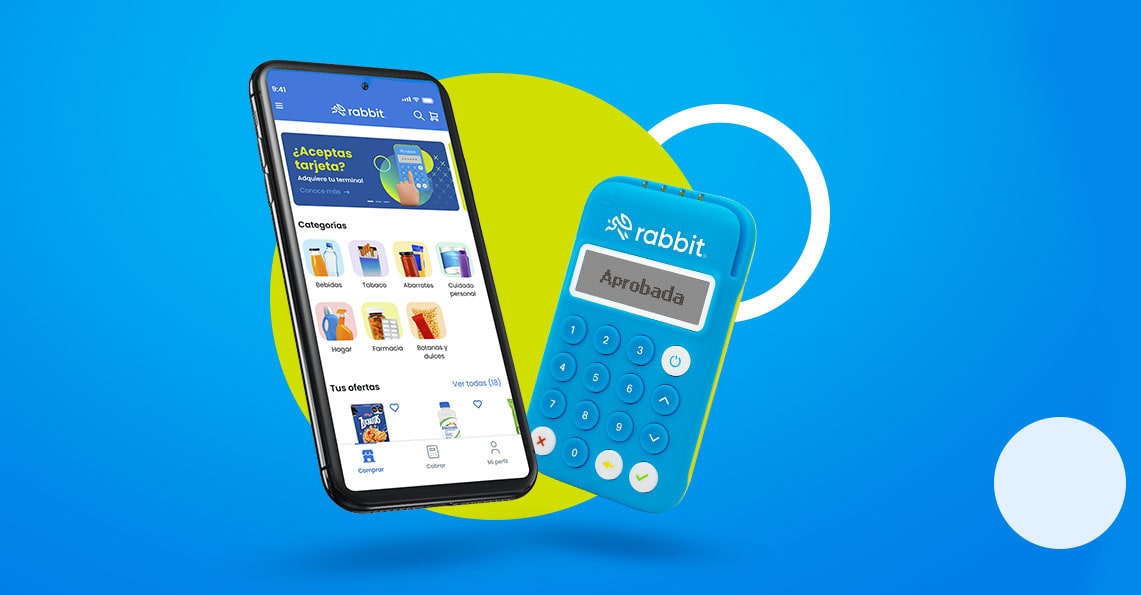 9:41
rabbit
¿Aceptas
tarjeta?
Adquiere tu terminal
Conoce más →
Categorías
Bebidas
Tabaco
Abarrotes
Cuidado
personal
Hogar
Farmacia
Botanas y
dulces
Tus ofertas
Ver todas (18)
Comprar
Cobrar
Mi perfil
rabbit
Aprobada
1
2
3
4
5
6
7
8
9
0